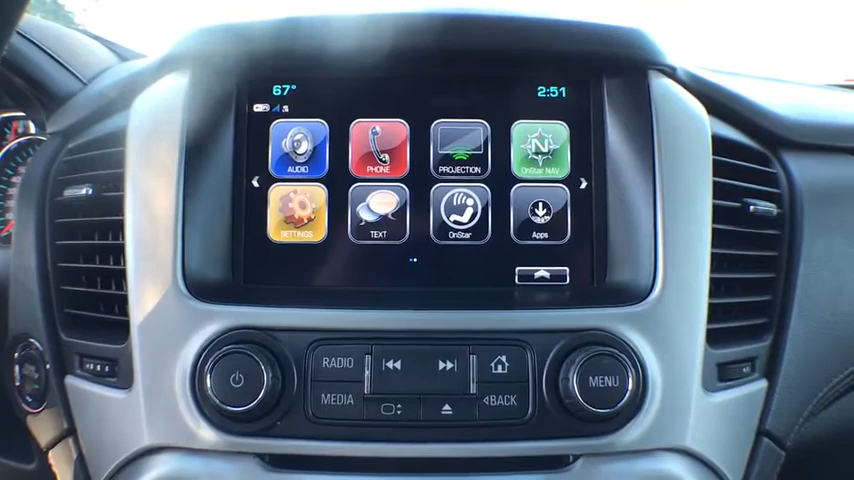 67°
2:51
AUDIO
PHONE
PROJECTION
OnStar NAV
SETTINGS
TEXT
OnStar
Apps
RADIO
MENU
MEDIA
BACK